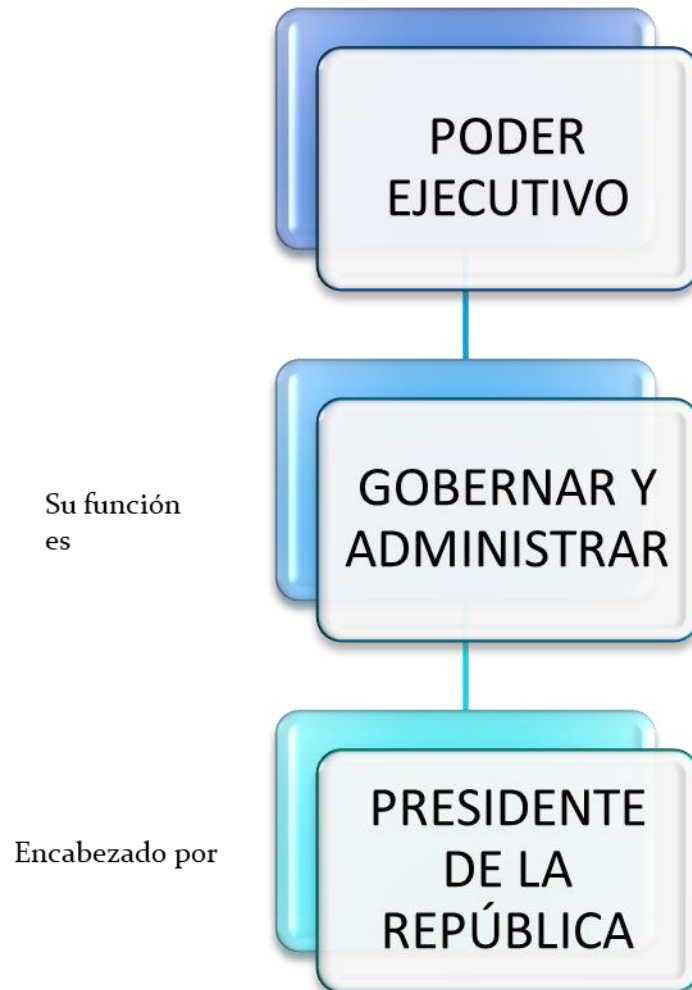 PODER
EJECUTIVO
Su función
es
GOBERNAR Y
ADMINISTRAR
Encabezado por
PRESIDENTE
DE LA
REPÚBLICA